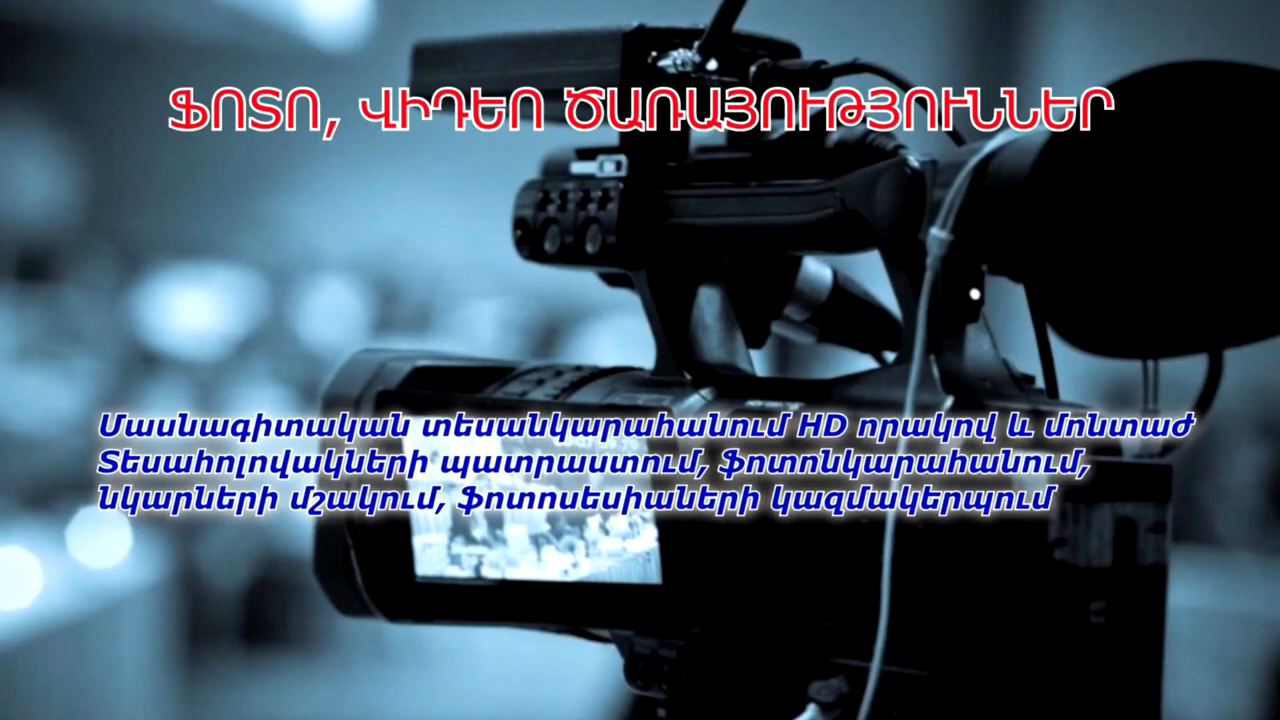 ՖՈՏՈ, ՎԻԴԵՈ ԾԱՌԱՅՈՒԹՅՈՒՆՆԵՐ
Մասնագիտական տեսանկարահանում HD որակով և մոնտաժ
Տեսահոլովակների պատրաստում, ֆոտոնկարահանում,
նկարների մշակում, ֆոտոսեսիաների կազմակերպում